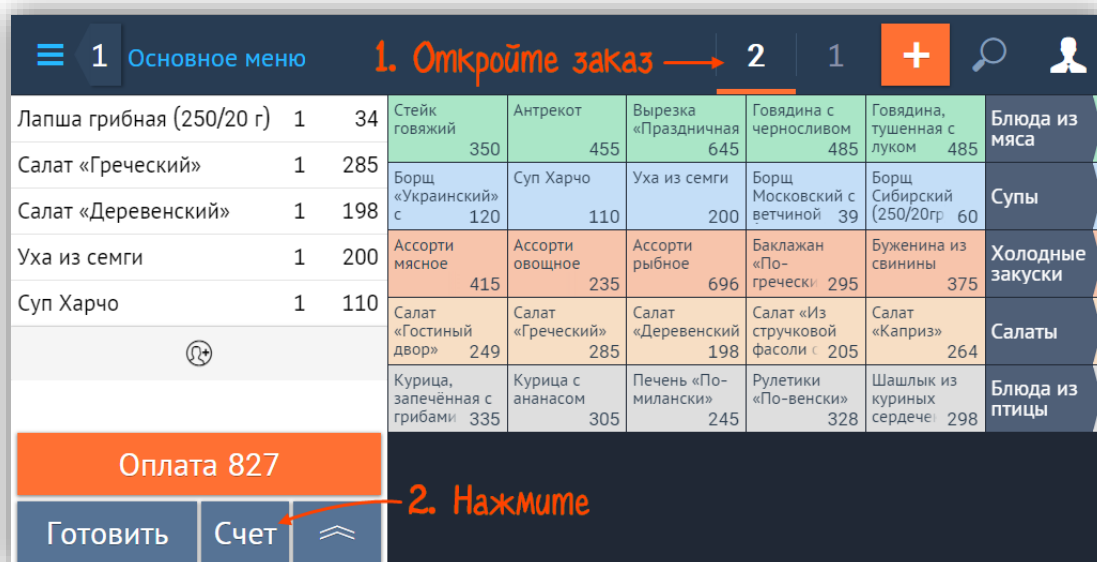 1 Основное меню 1. Откройте заказ 2 1 +
Лапша грибная (250/20 г) 1 34
Салат «Греческий» 1 285
Салат «Деревенский» 1 198
Уха из семги 1 200
Суп Харчо 1 110
Оплата 827
Готовить Счет
2. Нажмите
Стейк
говяжий
350
Антрекот
455
Вырезка
«Праздничная
645
Говядина с
черносливом
485
Говядина,
тушенная с
луком 485
Блюда из
мяса
Борщ
«Украинский»
с 120
Суп Харчо
110
Уха из семги
200
Борщ
Московский с
ветчиной 39
Борщ
Сибирский
(250/20гр 60
Супы
Ассорти
мясное
415
Ассорти
овощное
235
Ассорти
рыбное
696
Баклажан
«По-
гречески 295
Буженина из
свинины
375
Холодные
закуски
Салат
«Гостиный
двор» 249
Салат
«Греческий»
285
Салат
«Деревенский
198
Салат «Из
стручковой
фасоли с 205
Салат
«Каприз»
264
Салаты
Курица,
запечённая с
грибами 335
Курица с
ананасом
305
Печень «По-
милански»
245
Рулетики
«По-венски»
328
Шашлык из
куриных
сердечек 298
Блюда из
птицы